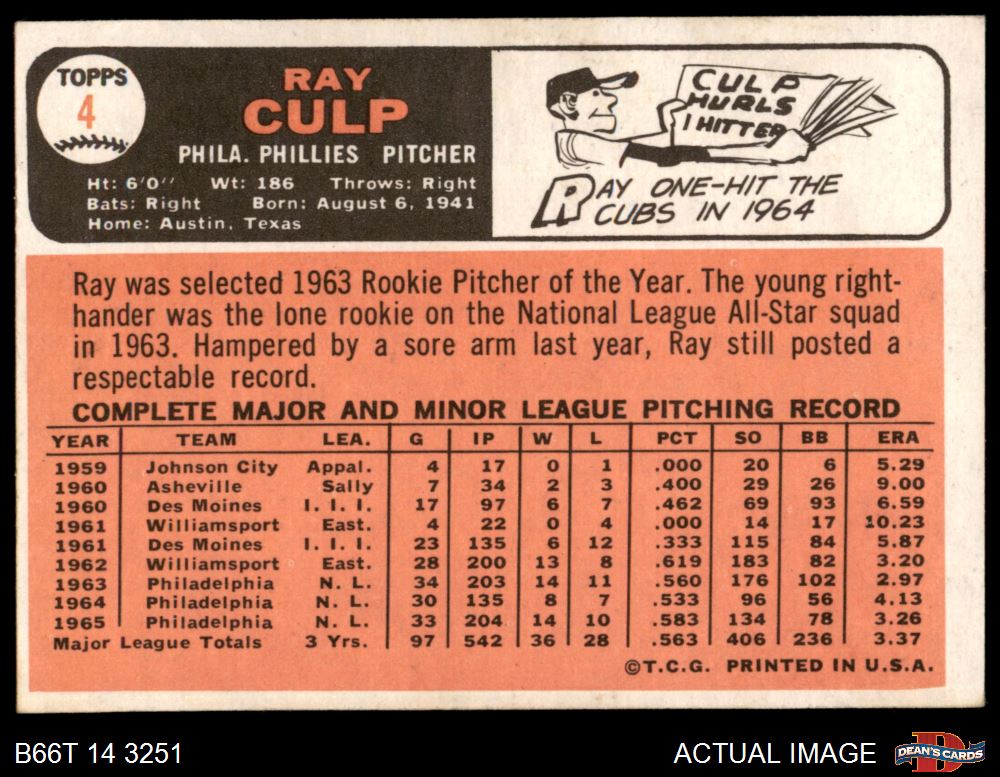 TOPPS
4
RAY
CULP
PHILA. PHILLIES PITCHER
Ht: 6'0'' Wt: 186 Throws: Right
Bats: Right Born: August 6, 1941
Home: Austin, Texas
CULP
HURLS
1 HITTER
RAY ONE-HIT THE
CUBS IN 1964
Ray was selected 1963 Rookie Pitcher of the Year. The young right-
hander was the lone rookie on the National League All-Star squad
in 1963. Hampered by a sore arm last year, Ray still posted a
respectable record.
COMPLETE MAJOR AND MINOR LEAGUE PITCHING RECORD
YEAR TEAM LEA. G IP W L PCT SO BB ERA
1959 Johnson City Appal. 4 17 0 1 .000 20 6 5.29
1960 Asheville Sally 7 34 2 3 .400 29 26 9.00
1960 Des Moines I. I. I. 17 97 6 7 .462 69 93 6.59
1961 Williamsport East. 4 22 0 4 .000 14 17 10.23
1961 Des Moines I. I. I. 23 135 6 12 .333 115 84 5.87
1962 Williamsport East. 28 200 13 8 .619 183 82 3.20
1963 Philadelphia N. L. 34 203 14 11 .560 176 102 2.97
1964 Philadelphia N. L. 30 135 8 7 .533 96 56 4.13
1965 Philadelphia N. L. 33 204 14 10 .583 134 78 3.26
Major League Totals 3 Yrs. 97 542 36 28 .563 406 236 3.37
©T.C.G. PRINTED IN U.S.A.
B66T 14 3251
ACTUAL IMAGE
D
DEAN'S CARDS